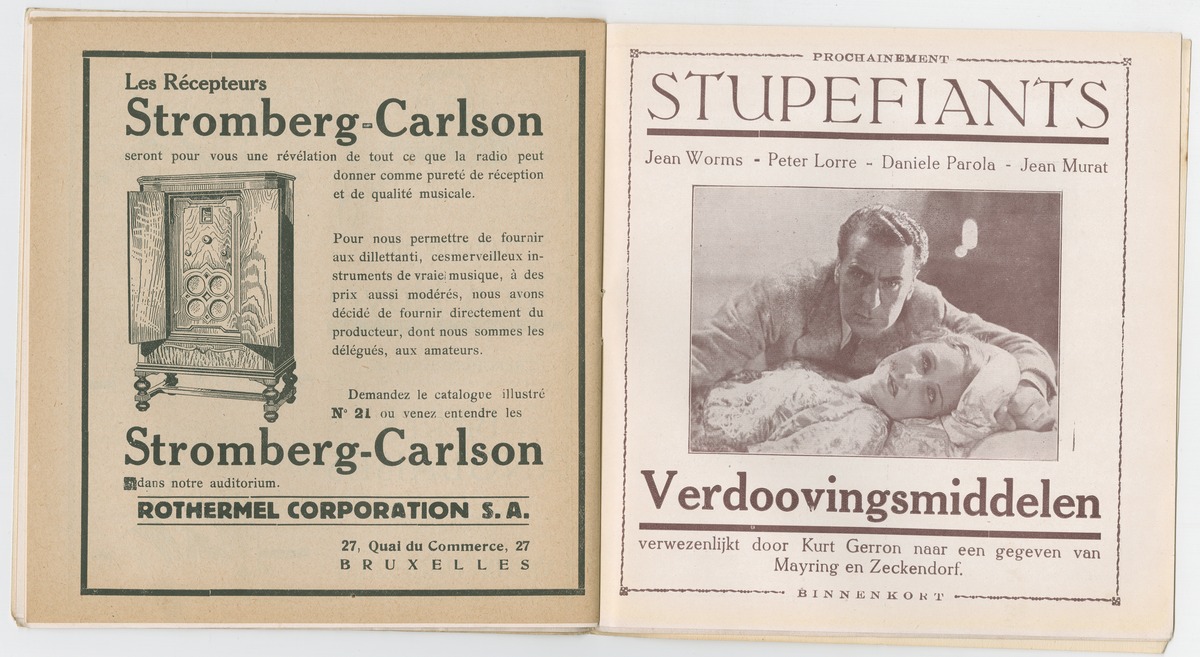 Les Récepteurs
Stromberg-Carlson
seront pour vous une révélation de tout ce que la radio peut
donner comme pureté de réception
et de qualité musicale.
Pour nous permettre de fournir
aux dillettanti, cesmerveilleux in-
struments de vraie musique, à des
prix aussi modérés, nous avons
décidé de fournir directement du
producteur, dont nous sommes les
délégués, aux amateurs.
Demandez le catalogue illustré
N° 21 ou venez entendre les
Stromberg-Carlson
dans notre auditorium.
ROTHERMEL CORPORATION S. A.
27, Quai du Commerce, 27
BRUXELLES
PROCHAINEMENT
STUPEFIANTS
Jean Worms - Peter Lorre - Daniele Parola - Jean Murat
Verdoovingsmiddelen
verwezenlijkt door Kurt Gerron naar een gegeven van
Mayring en Zeckendorf.
BINNENKORT